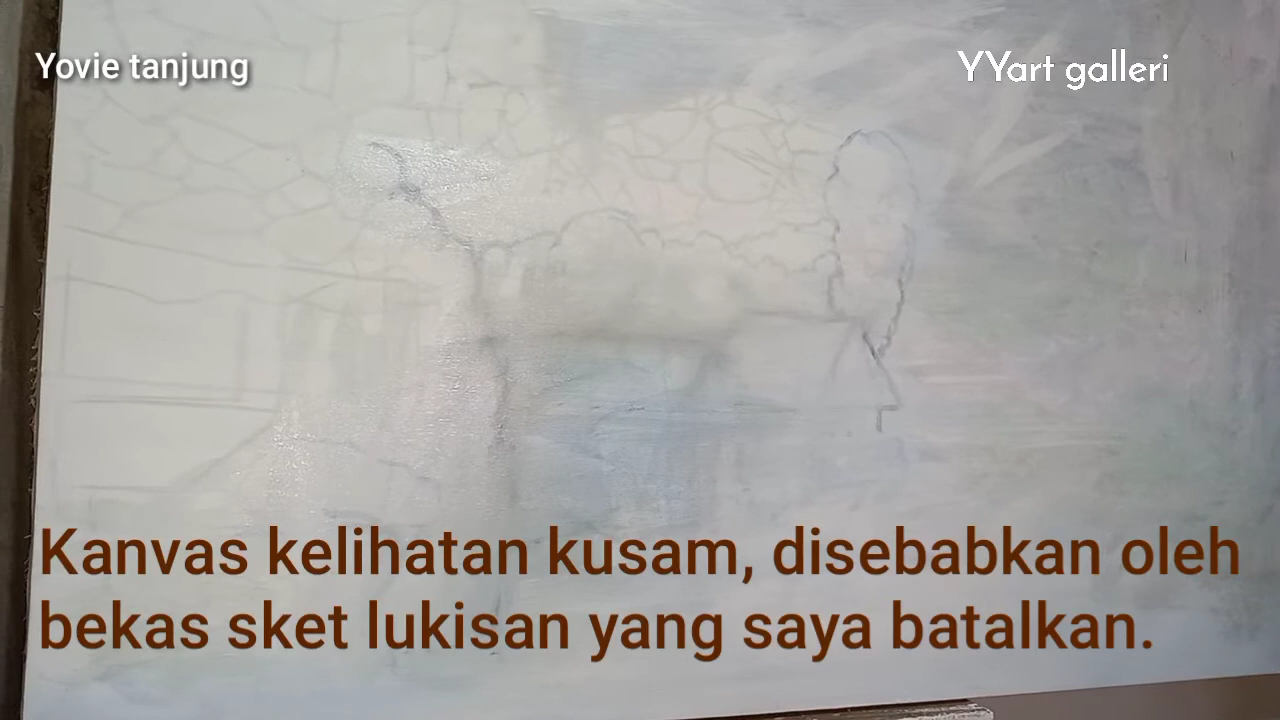 Yovie tanjung
YYart galleri
Kanvas kelihatan kusam, disebabkan oleh
bekas sket lukisan yang saya batalkan.